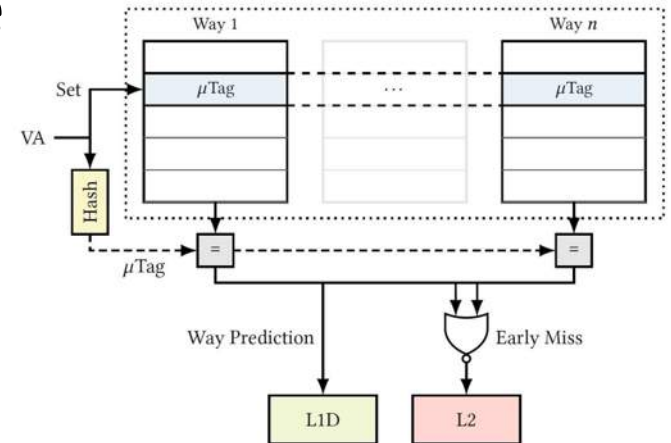 e
Way 1
Way n
Set
μTag
...
μTag
VA
Hash
=
=
μTag
Way Prediction
Early Miss
L1D
L2